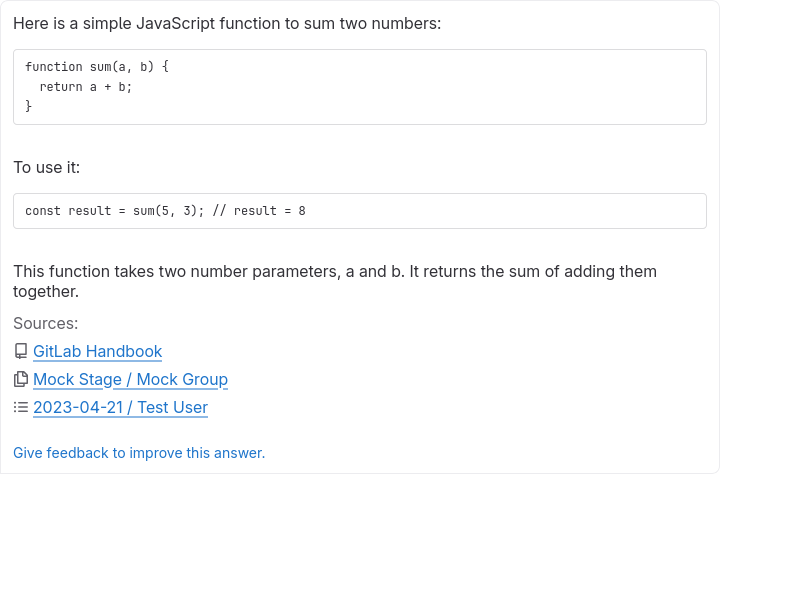 Here is a simple JavaScript function to sum two numbers:
function sum(a, b) {
  return a + b;
}
To use it:
const result = sum(5, 3); // result = 8
This function takes two number parameters, a and b. It returns the sum of adding them
together.
Sources:
GitLab Handbook
Mock Stage / Mock Group
2023-04-21 / Test User
Give feedback to improve this answer.